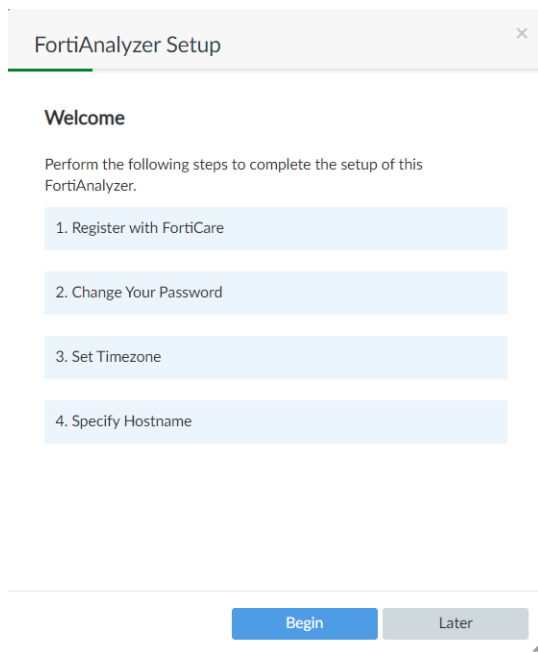 FortiAnalyzer Setup
×
Welcome
Perform the following steps to complete the setup of this
FortiAnalyzer.
1. Register with FortiCare
2. Change Your Password
3. Set Timezone
4. Specify Hostname
Begin
Later